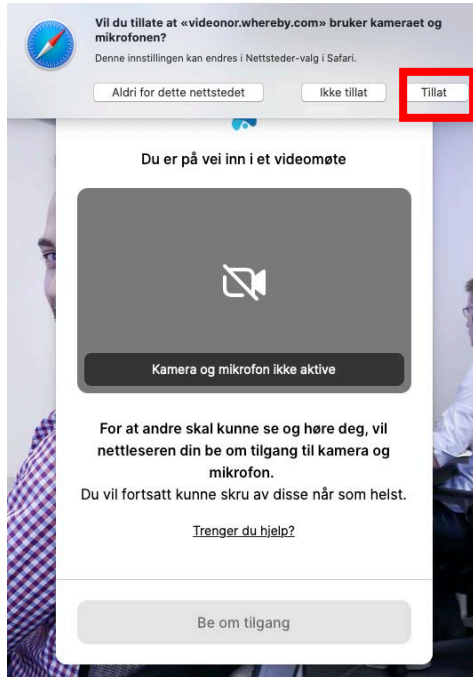 Vil du tillate at «videonor.whereby.com» bruker kameraet og
mikrofonen?
Denne innstillingen kan endres i Nettsteder-valg i Safari.
Aldri for dette nettstedet
Ikke tillat
Tillat
Du er på vei inn i et videomøte
Kamera og mikrofon ikke aktive
For at andre skal kunne se og høre deg, vil
nettleseren din be om tilgang til kamera og
mikrofon.
Du vil fortsatt kunne skru av disse når som helst.
Trenger du hjelp?
Be om tilgang